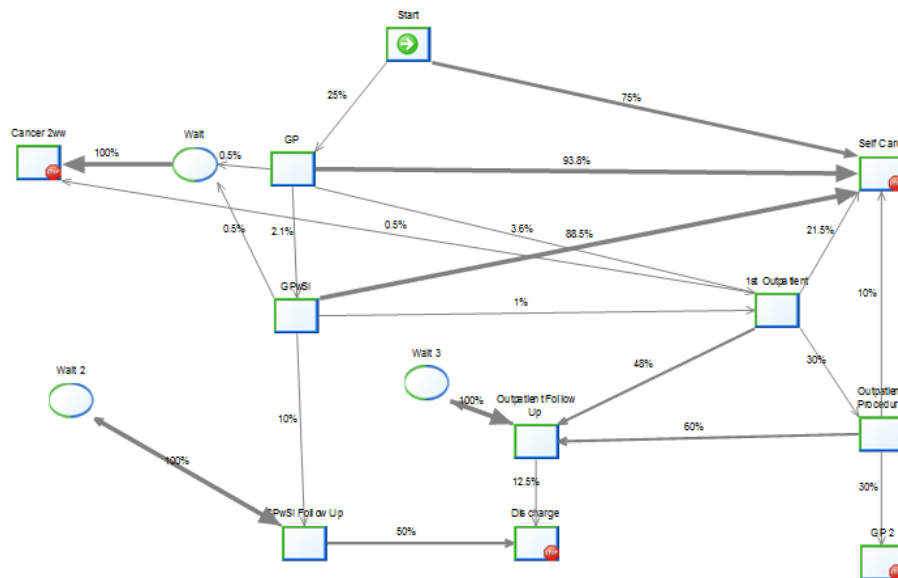 Start
25%
75%
Cancer 2ww
Wait
GP
Self Care
100%
0.5%
93.8%
0.5%
2.1%
0.5%
3.6%
88.5%
21.5%
GPwSI
1st Outpatient
1%
10%
Wait 2
Wait 3
48%
30%
100%
Outpatient Follow
Up
Outpatient
Procedur
10%
60%
100%
12.5%
30%
GPwSI Follow Up
Discharge
50%
GP 2